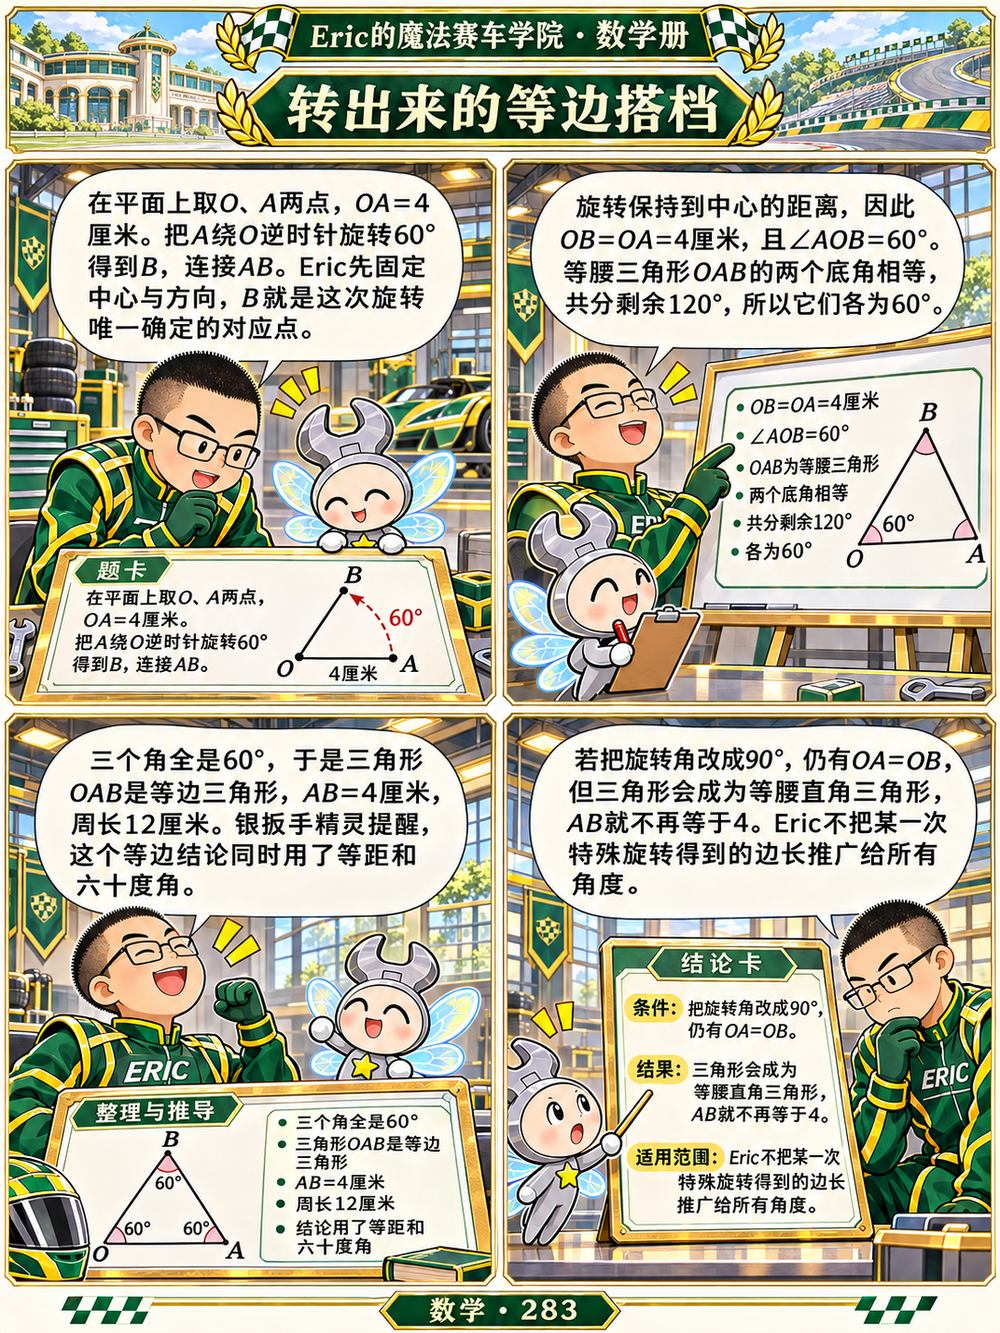 Eric的魔法赛车学院·数学册
转出来的等边搭档
在平面上取O、A两点，OA=4
厘米。把A绕O逆时针旋转60°
得到B，连接AB。Eric先固定
中心与方向，B就是这次旋转
唯一确定的对应点。
题卡
在平面上取O、A两点，
OA=4厘米。
把A绕O逆时针旋转60°
得到B，连接AB。
B
60°
O
A
4厘米
旋转保持到中心的距离，因此
OB=OA=4厘米，且∠AOB=60°。
等腰三角形OAB的两个底角相等，
共分剩余120°，所以它们各为60°。
ERIC
• OB=OA=4厘米
• ∠AOB=60°
• OAB为等腰三角形
• 两个底角相等
• 共分剩余120°
• 各为60°
B
60°
O
A
三个角全是60°，于是三角形
OAB是等边三角形，AB=4厘米，
周长12厘米。银扳手精灵提醒，
这个等边结论同时用了等距和
六十度角。
ERIC
整理与推导
B
60°
60°
60°
O
A
• 三个角全是60°
• 三角形OAB是等边
三角形
• AB=4厘米
• 周长12厘米
• 结论用了等距和
六十度角
若把旋转角改成90°，仍有OA=OB，
但三角形会成为等腰直角三角形，
AB就不再等于4。Eric不把某一次
特殊旋转得到的边长推广给所有
角度。
结论卡
条件：把旋转角改成90°，
仍有OA=OB。
结果：三角形会成为
等腰直角三角形，
AB就不再等于4。
适用范围：Eric不把某一次
特殊旋转得到的边长
推广给所有角度。
ERIC
数学·283